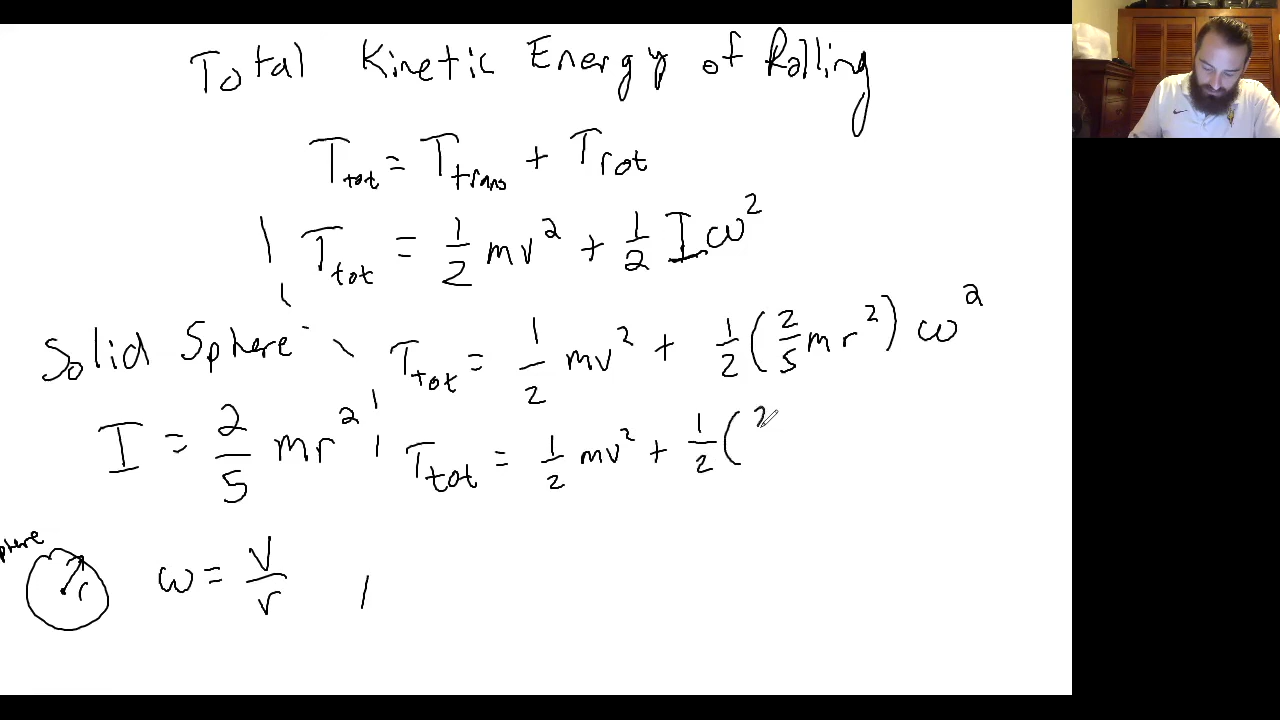 Total Kinetic Energy of Rolling
T_tot = T_trans + T_rot
T_tot = 1/2 mv² + 1/2 Iω²
Solid Sphere
T_tot = 1/2 mv² + 1/2 (2/5 mr²) ω²
I = 2/5 mr²
T_tot = 1/2 mv² + 1/2 (2
r
ω = v/r